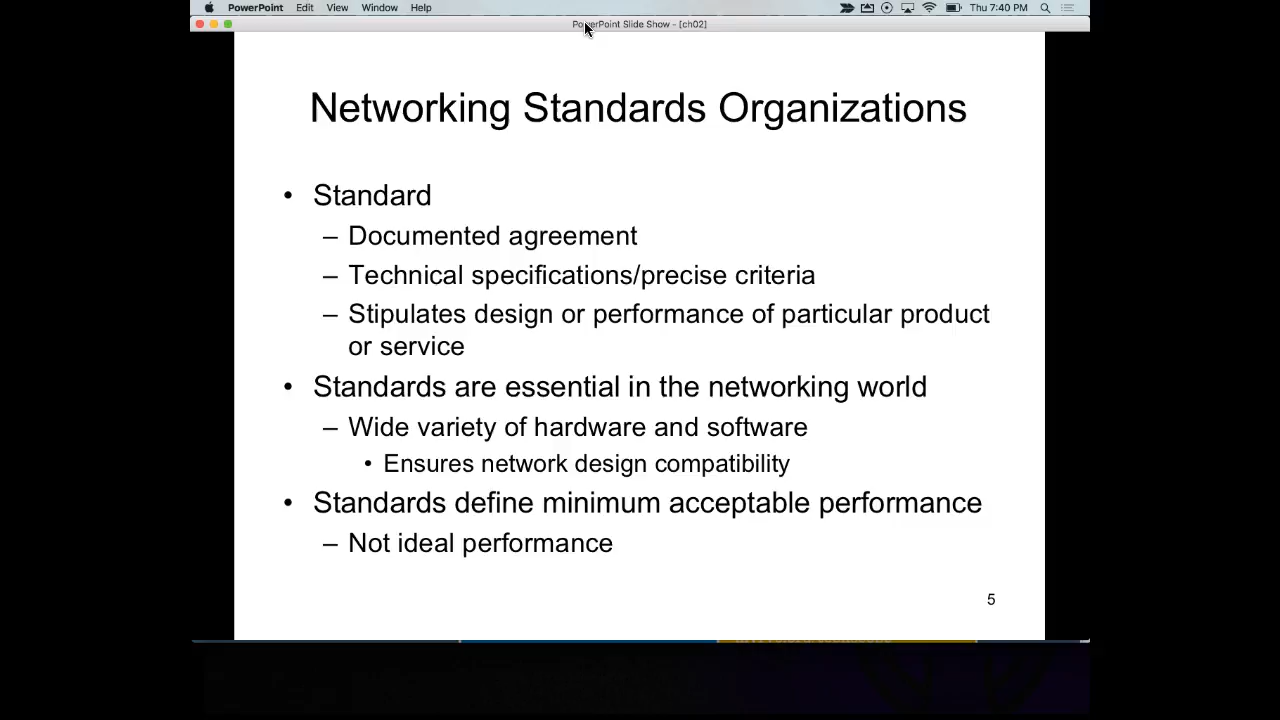 PowerPoint Edit View Window Help Thu 7:40 PM
PowerPoint Slide Show - [ch02]
Networking Standards Organizations
• Standard
– Documented agreement
– Technical specifications/precise criteria
– Stipulates design or performance of particular product
or service
• Standards are essential in the networking world
– Wide variety of hardware and software
• Ensures network design compatibility
• Standards define minimum acceptable performance
– Not ideal performance
5